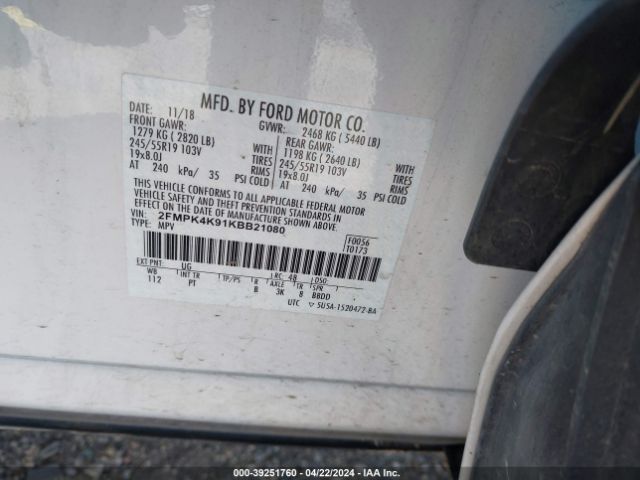 MFD. BY FORD MOTOR CO.
DATE: 11/18 GVWR: 2468 KG ( 5440 LB)
FRONT GAWR: REAR GAWR:
1279 KG ( 2820 LB) 1198 KG ( 2640 LB)
245/55R19 103V TIRES 245/55R19 103V TIRES
19x8.0J RIMS 19x8.0J RIMS
AT 240 kPa/ 35 PSI COLD AT 240 kPa/ 35 PSI COLD
THIS VEHICLE CONFORMS TO ALL APPLICABLE FEDERAL MOTOR
VEHICLE SAFETY AND THEFT PREVENTION STANDARDS IN EFFECT
ON THE DATE OF MANUFACTURE SHOWN ABOVE.
VIN: 2FMPK4K91KBB21080
TYPE: MPV
F0056
T0173
EXT PNT: UG RC: 48 DSO:
WB INT TR TP/PS R AXLE TR SPR
112 PT B 3K 8 BBDD
UTC ▽ 5U5A-1520472-BA
000-39251760 - 04/22/2024 - IAA Inc.